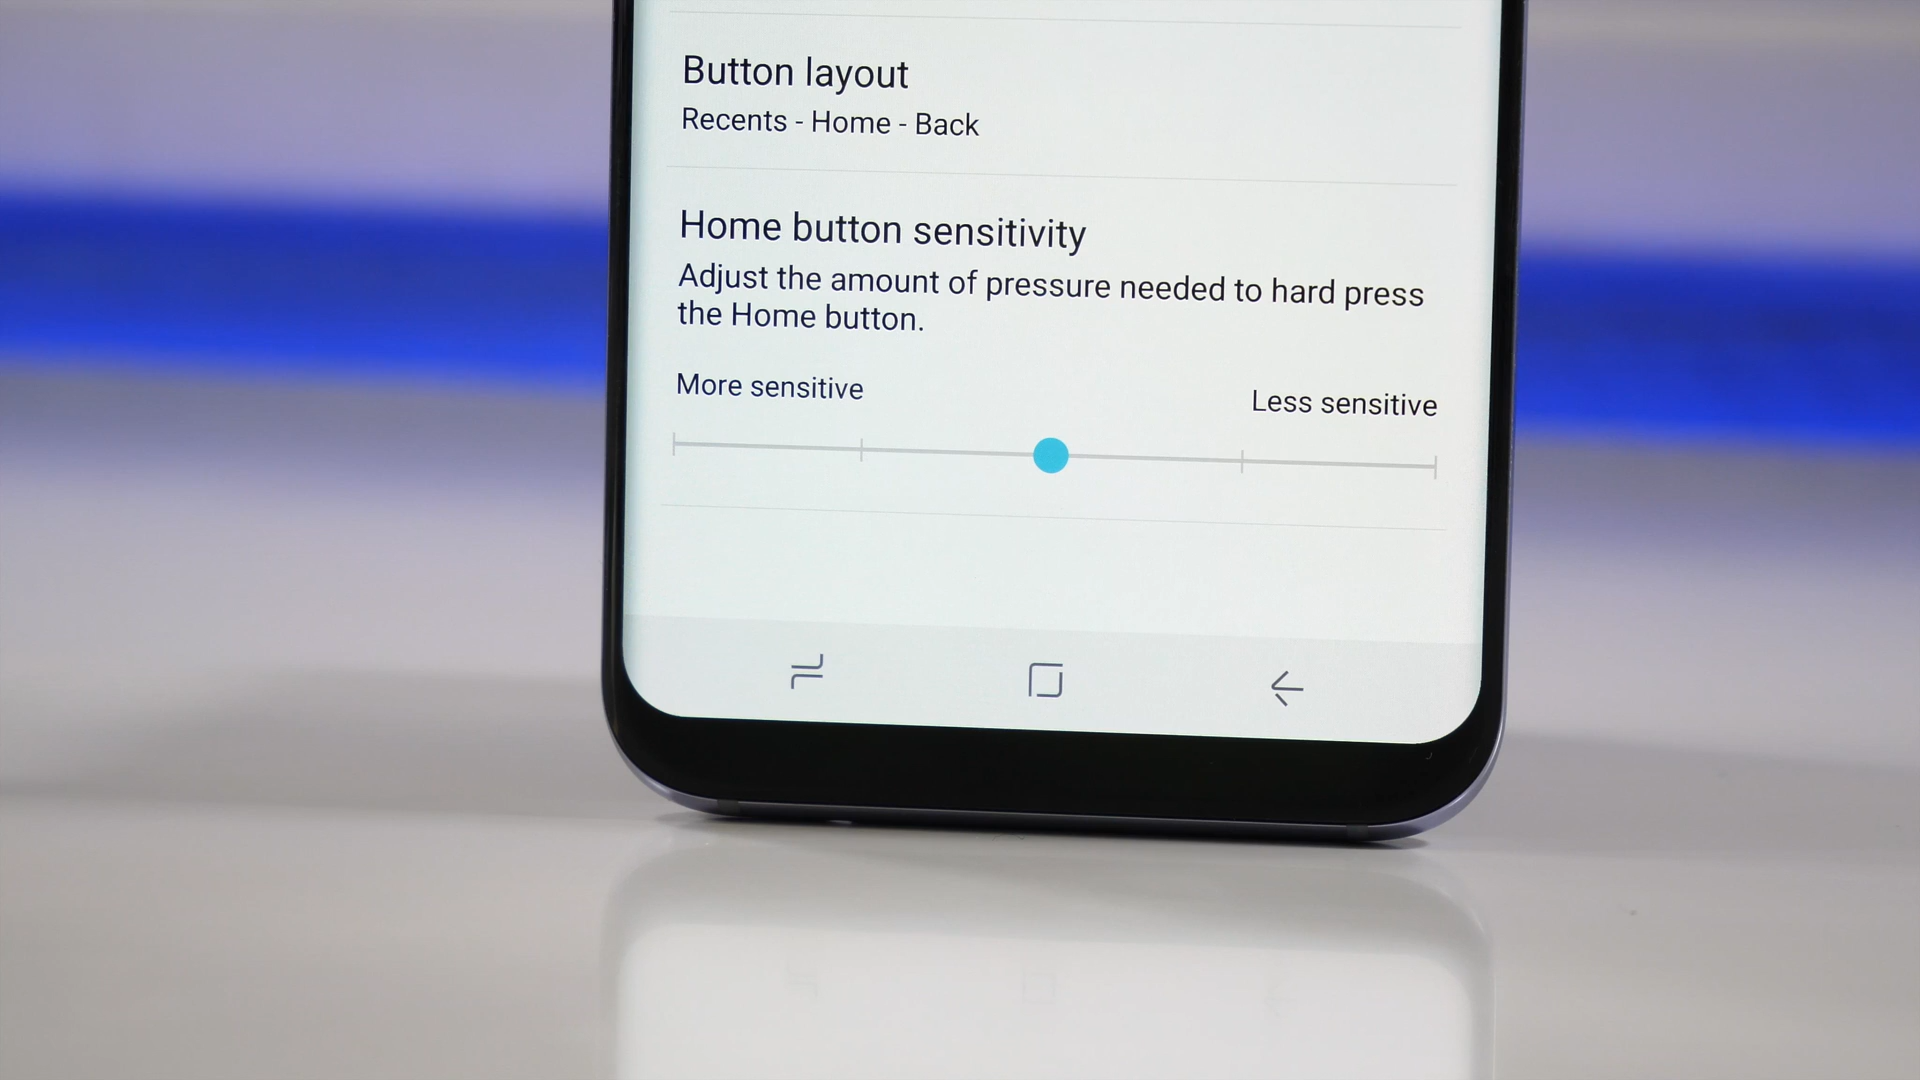 Button layout
Recents - Home - Back
Home button sensitivity
Adjust the amount of pressure needed to hard press
the Home button.
More sensitive
Less sensitive